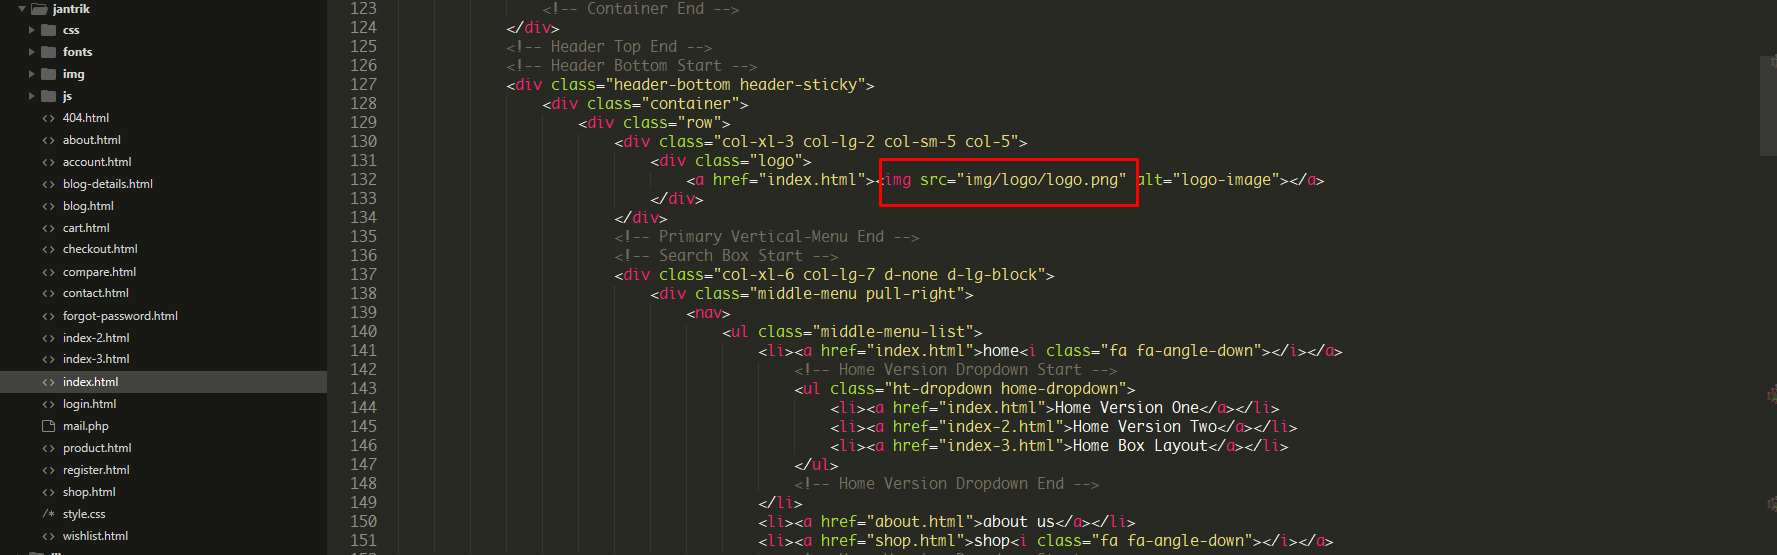 jantrik
css
fonts
img
js
404.html
about.html
account.html
blog-details.html
blog.html
cart.html
checkout.html
compare.html
contact.html
forgot-password.html
index-2.html
index-3.html
index.html
login.html
mail.php
product.html
register.html
shop.html
style.css
wishlist.html
123 <!-- Container End -->
124 </div>
125 <!-- Header Top End -->
126 <!-- Header Bottom Start -->
127 <div class="header-bottom header-sticky">
128 <div class="container">
129 <div class="row">
130 <div class="col-xl-3 col-lg-2 col-sm-5 col-5">
131 <div class="logo">
132 <a href="index.html"><img src="img/logo/logo.png" alt="logo-image"></a>
133 </div>
134 </div>
135 <!-- Primary Vertical-Menu End -->
136 <!-- Search Box Start -->
137 <div class="col-xl-6 col-lg-7 d-none d-lg-block">
138 <div class="middle-menu pull-right">
139 <nav>
140 <ul class="middle-menu-list">
141 <li><a href="index.html">home<i class="fa fa-angle-down"></i></a>
142 <!-- Home Version Dropdown Start -->
143 <ul class="ht-dropdown home-dropdown">
144 <li><a href="index.html">Home Version One</a></li>
145 <li><a href="index-2.html">Home Version Two</a></li>
146 <li><a href="index-3.html">Home Box Layout</a></li>
147 </ul>
148 <!-- Home Version Dropdown End -->
149 </li>
150 <li><a href="about.html">about us</a></li>
151 <li><a href="shop.html">shop<i class="fa fa-angle-down"></i></a>